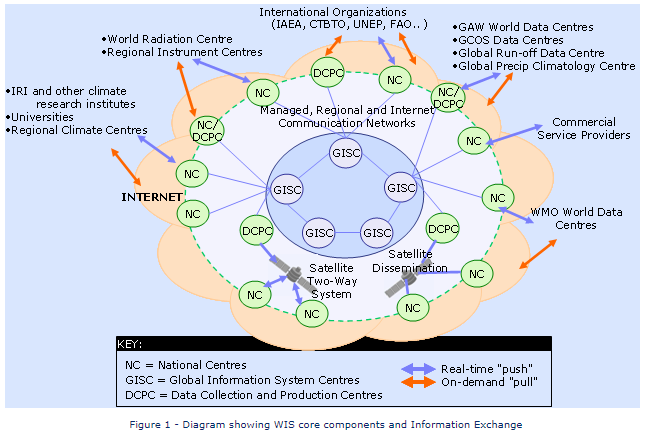 International Organizations
(IAEA, CTBTO, UNEP, FAO.. )
•World Radiation Centre
•Regional Instrument Centres
•GAW World Data Centres
•GCOS Data Centres
•Global Run-off Data Centre
•Global Precip Climatology Centre
•IRI and other climate
research institutes
•Universities
•Regional Climate Centres
DCPC
NC
NC
NC/
DCPC
NC/
DCPC
Managed, Regional and Internet
Communication Networks
Commercial
Service Providers
NC
GISC
NC
GISC
GISC
INTERNET
NC
NC
WMO World Data
Centres
DCPC
GISC
GISC
DCPC
Satellite
Two-Way
System
Satellite
Dissemination
NC
NC
NC
NC
KEY:
NC = National Centres
GISC = Global Information System Centres
DCPC = Data Collection and Production Centres
Real-time "push"
On-demand "pull"
Figure 1 - Diagram showing WIS core components and Information Exchange